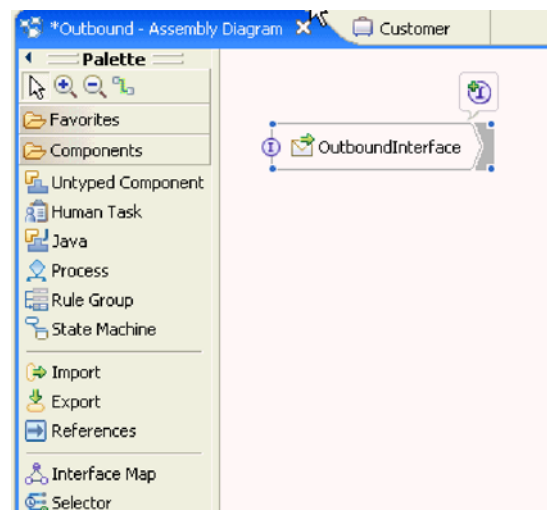 *Outbound - Assembly Diagram
Customer
Palette
Favorites
Components
OutboundInterface
Untyped Component
Human Task
Java
Process
Rule Group
State Machine
Import
Export
References
Interface Map
Selector